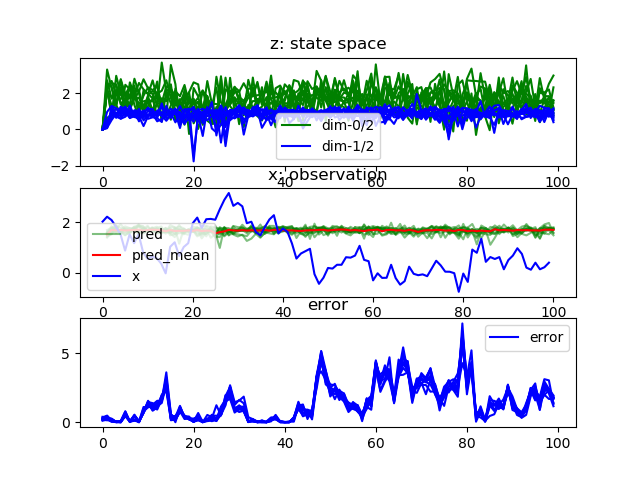 z: state space
2
0
−2
dim-0/2
dim-1/2
0
20
40
60
80
100
x: observation
2
0
pred
pred_mean
x
0
20
40
60
80
100
error
5
0
error
0
20
40
60
80
100